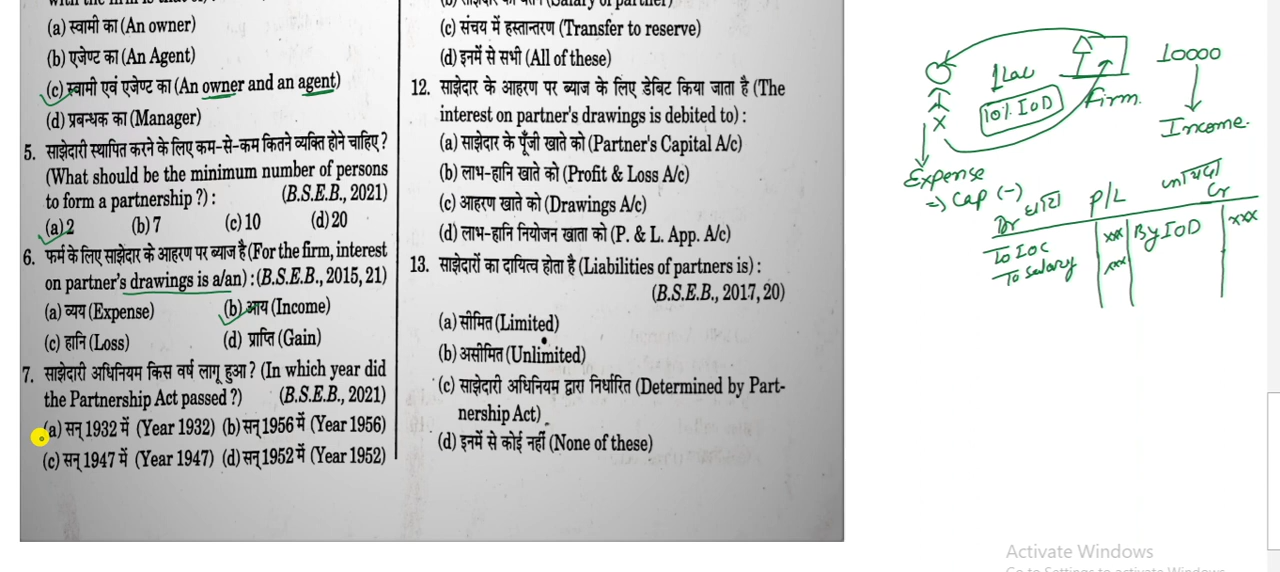 (a) स्वामी का (An owner)
(b) एजेण्ट का (An Agent)
(c) स्वामी एवं एजेण्ट का (An owner and an agent)
(d) प्रबन्धक का (Manager)
5. साझेदारी स्थापित करने के लिए कम-से-कम कितने व्यक्ति होने चाहिए ?
(What should be the minimum number of persons
to form a partnership ?) : (B.S.E.B., 2021)
(a) 2 (b) 7 (c) 10 (d) 20
6. फर्म के लिए साझेदार के आहरण पर ब्याज है (For the firm, interest
on partner's drawings is a/an) : (B.S.E.B., 2015, 21)
(a) व्यय (Expense) (b) आय (Income)
(c) हानि (Loss) (d) प्राप्ति (Gain)
7. साझेदारी अधिनियम किस वर्ष लागू हुआ ? (In which year did
the Partnership Act passed ?) (B.S.E.B., 2021)
(a) सन् 1932 में (Year 1932) (b) सन् 1956 में (Year 1956)
(c) सन् 1947 में (Year 1947) (d) सन् 1952 में (Year 1952)
(c) संचय में हस्तान्तरण (Transfer to reserve)
(d) इनमें से सभी (All of these)
12. साझेदार के आहरण पर ब्याज के लिए डेबिट किया जाता है (The
interest on partner's drawings is debited to) :
(a) साझेदार के पूँजी खाते को (Partner's Capital A/c)
(b) लाभ-हानि खाते को (Profit & Loss A/c)
(c) आहरण खाते को (Drawings A/c)
(d) लाभ-हानि नियोजन खाता को (P. & L. App. A/c)
13. साझेदारों का दायित्व होता है (Liabilities of partners is) :
(B.S.E.B., 2017, 20)
(a) सीमित (Limited)
(b) असीमित (Unlimited)
(c) साझेदारी अधिनियम द्वारा निर्धारित (Determined by Part-
nership Act)
(d) इनमें से कोई नहीं (None of these)
1 Lac
10% IOD
Firm.
10000
Income.
Expense
⇒ Cap (-)
Dr P/L Cr
To IOC xx By IOD xxx
To Salary xxx
Activate Windows